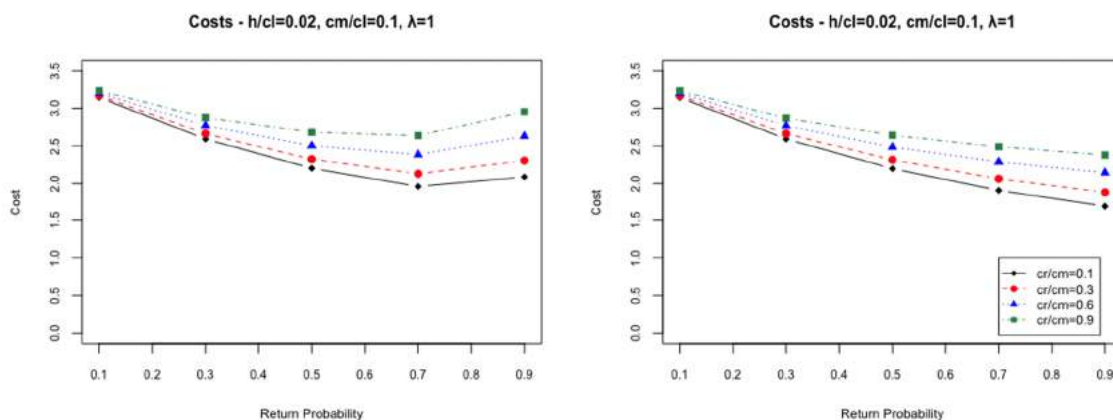 Costs - h/cl=0.02, cm/cl=0.1, λ=1
Cost
3.5
3.0
2.5
2.0
1.5
1.0
0.5
0.0
0.1 0.2 0.3 0.4 0.5 0.6 0.7 0.8 0.9
Return Probability
Costs - h/cl=0.02, cm/cl=0.1, λ=1
Cost
3.5
3.0
2.5
2.0
1.5
1.0
0.5
0.0
cr/cm=0.1
cr/cm=0.3
cr/cm=0.6
cr/cm=0.9
0.1 0.2 0.3 0.4 0.5 0.6 0.7 0.8 0.9
Return Probability